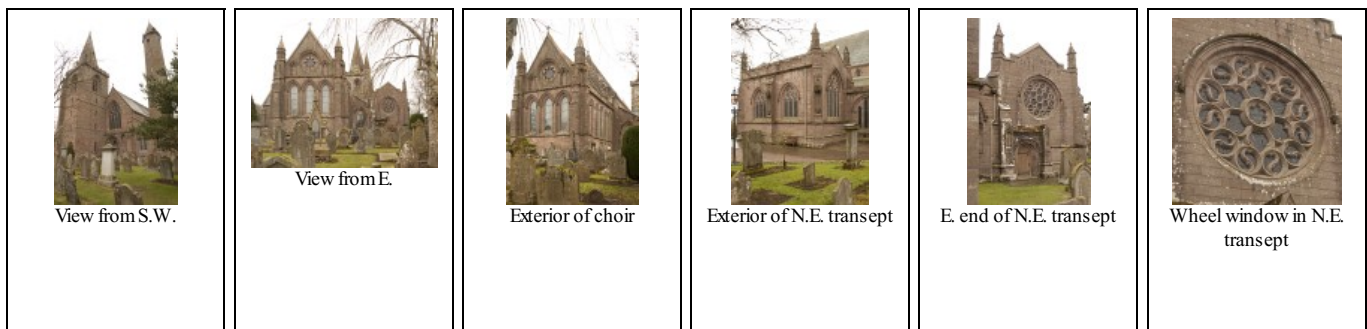 View from S.W.
View from E.
Exterior of choir
Exterior of N.E. transept
E. end of N.E. transept
Wheel window in N.E.
transept